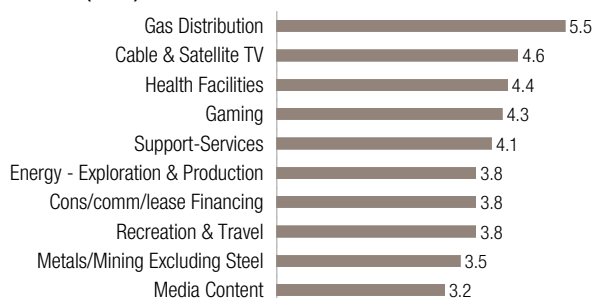 Gas Distribution 5.5
Cable & Satellite TV 4.6
Health Facilities 4.4
Gaming 4.3
Support-Services 4.1
Energy - Exploration & Production 3.8
Cons/comm/lease Financing 3.8
Recreation & Travel 3.8
Metals/Mining Excluding Steel 3.5
Media Content 3.2